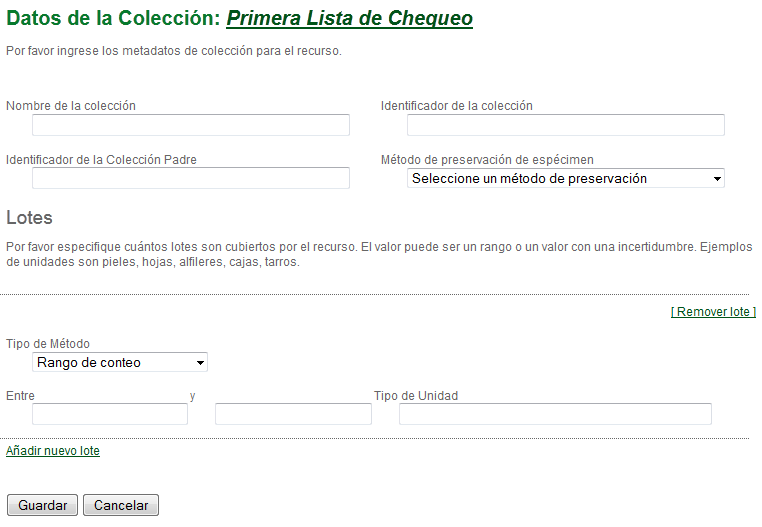 Datos de la Colección: Primera Lista de Chequeo
Por favor ingrese los metadatos de colección para el recurso.
Nombre de la colección
Identificador de la colección
Identificador de la Colección Padre
Método de preservación de espécimen
Seleccione un método de preservación
Lotes
Por favor especifique cuántos lotes son cubiertos por el recurso. El valor puede ser un rango o un valor con una incertidumbre. Ejemplos
de unidades son pieles, hojas, alfileres, cajas, tarros.
[ Remover lote ]
Tipo de Método
Rango de conteo
Entre y Tipo de Unidad
Añadir nuevo lote
Guardar Cancelar